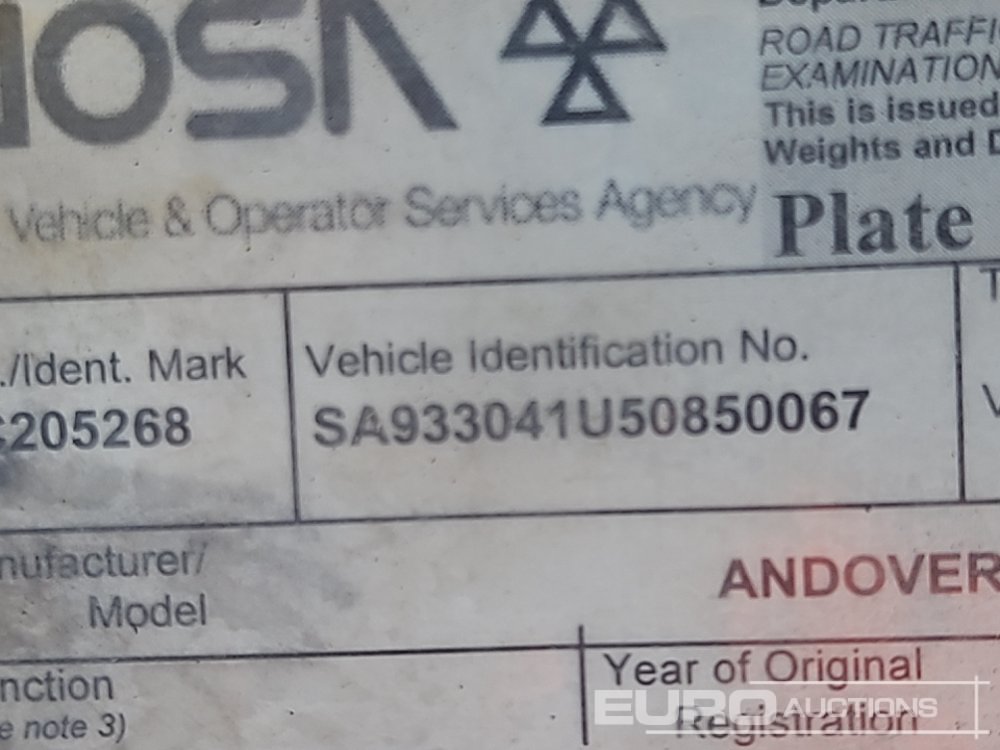 VOSA
Vehicle & Operator Services Agency
ROAD TRAFFI
EXAMINATION
This is issued
Weights and D
Plate
./Ident. Mark
205268
Vehicle Identification No.
SA933041U50850067
nufacturer/
Model
ANDOVER
nction
e note 3)
Year of Original
Registration
EURO AUCTIONS